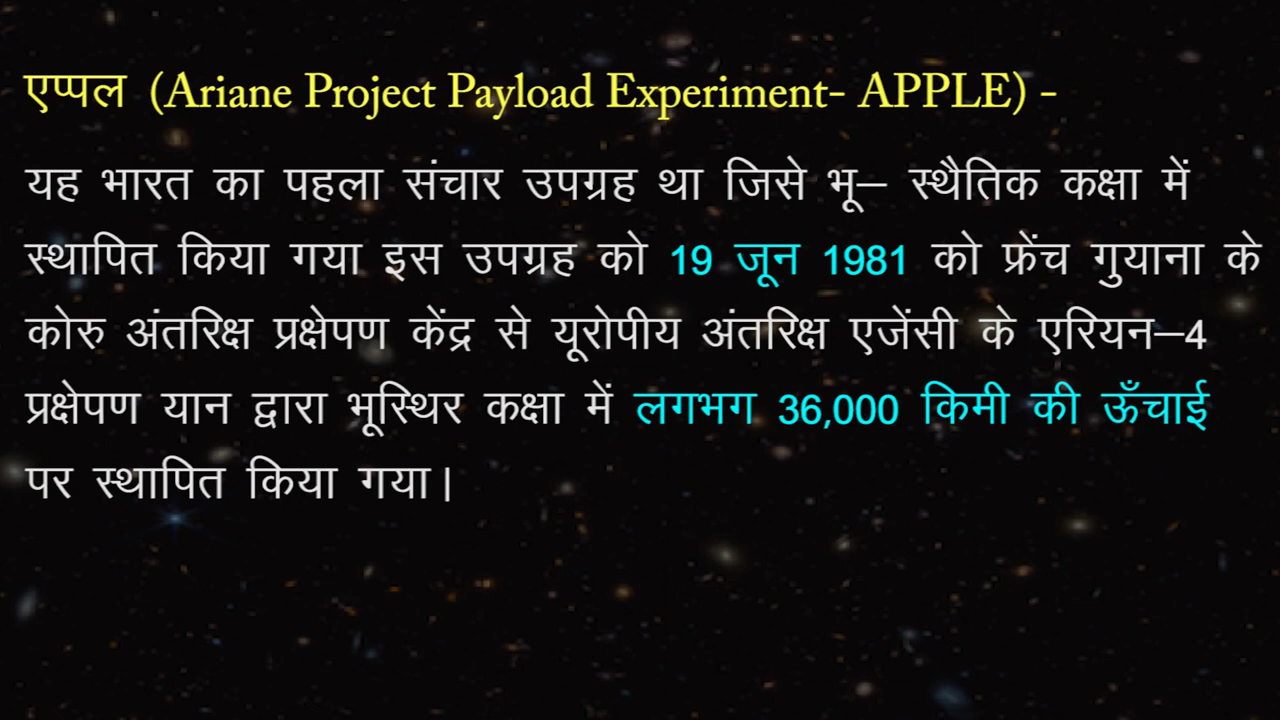 एप्पल (Ariane Project Payload Experiment- APPLE) -
यह भारत का पहला संचार उपग्रह था जिसे भू– स्थैतिक कक्षा में
स्थापित किया गया इस उपग्रह को 19 जून 1981 को फ्रेंच गुयाना के
कोरु अंतरिक्ष प्रक्षेपण केंद्र से यूरोपीय अंतरिक्ष एजेंसी के एरियन–4
प्रक्षेपण यान द्वारा भूस्थिर कक्षा में लगभग 36,000 किमी की ऊँचाई
पर स्थापित किया गया।